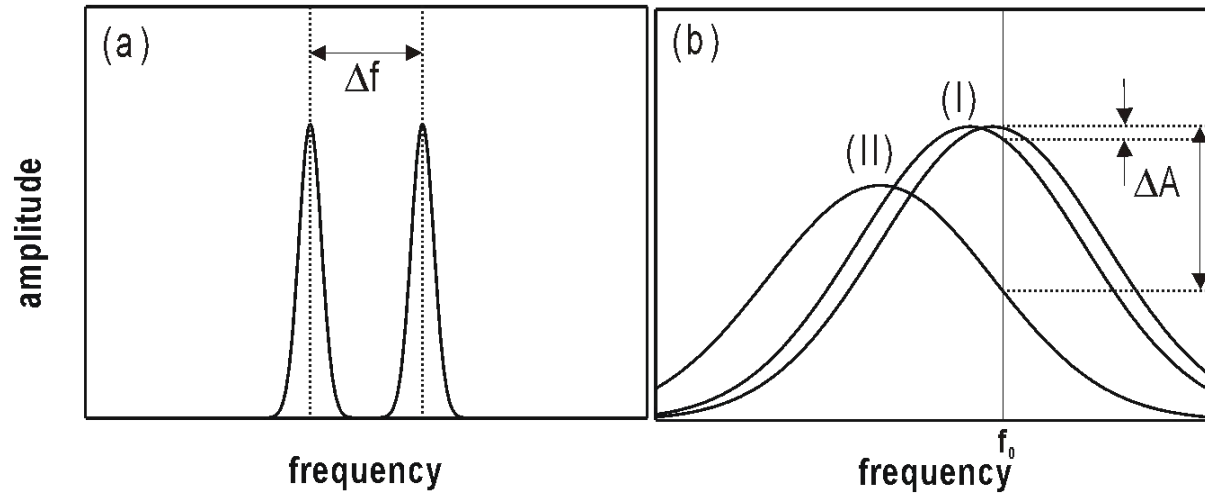 (a)
Δf
amplitude
frequency
(b)
(I)
(II)
ΔA
f₀
frequency